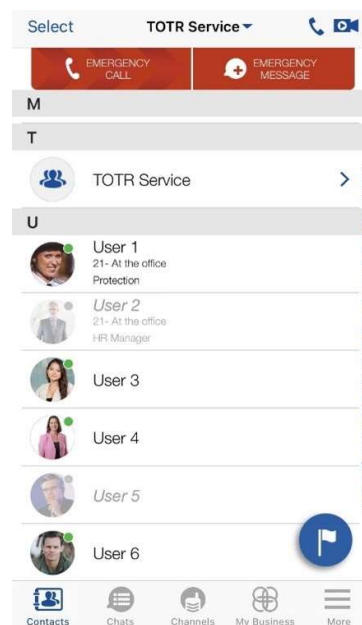 Select TOTR Service
EMERGENCY CALL EMERGENCY MESSAGE
M
T
TOTR Service
U
User 1
21- At the office
Protection
User 2
21- At the office
HR Manager
User 3
User 4
User 5
User 6
Contacts Chats Channels My Business More